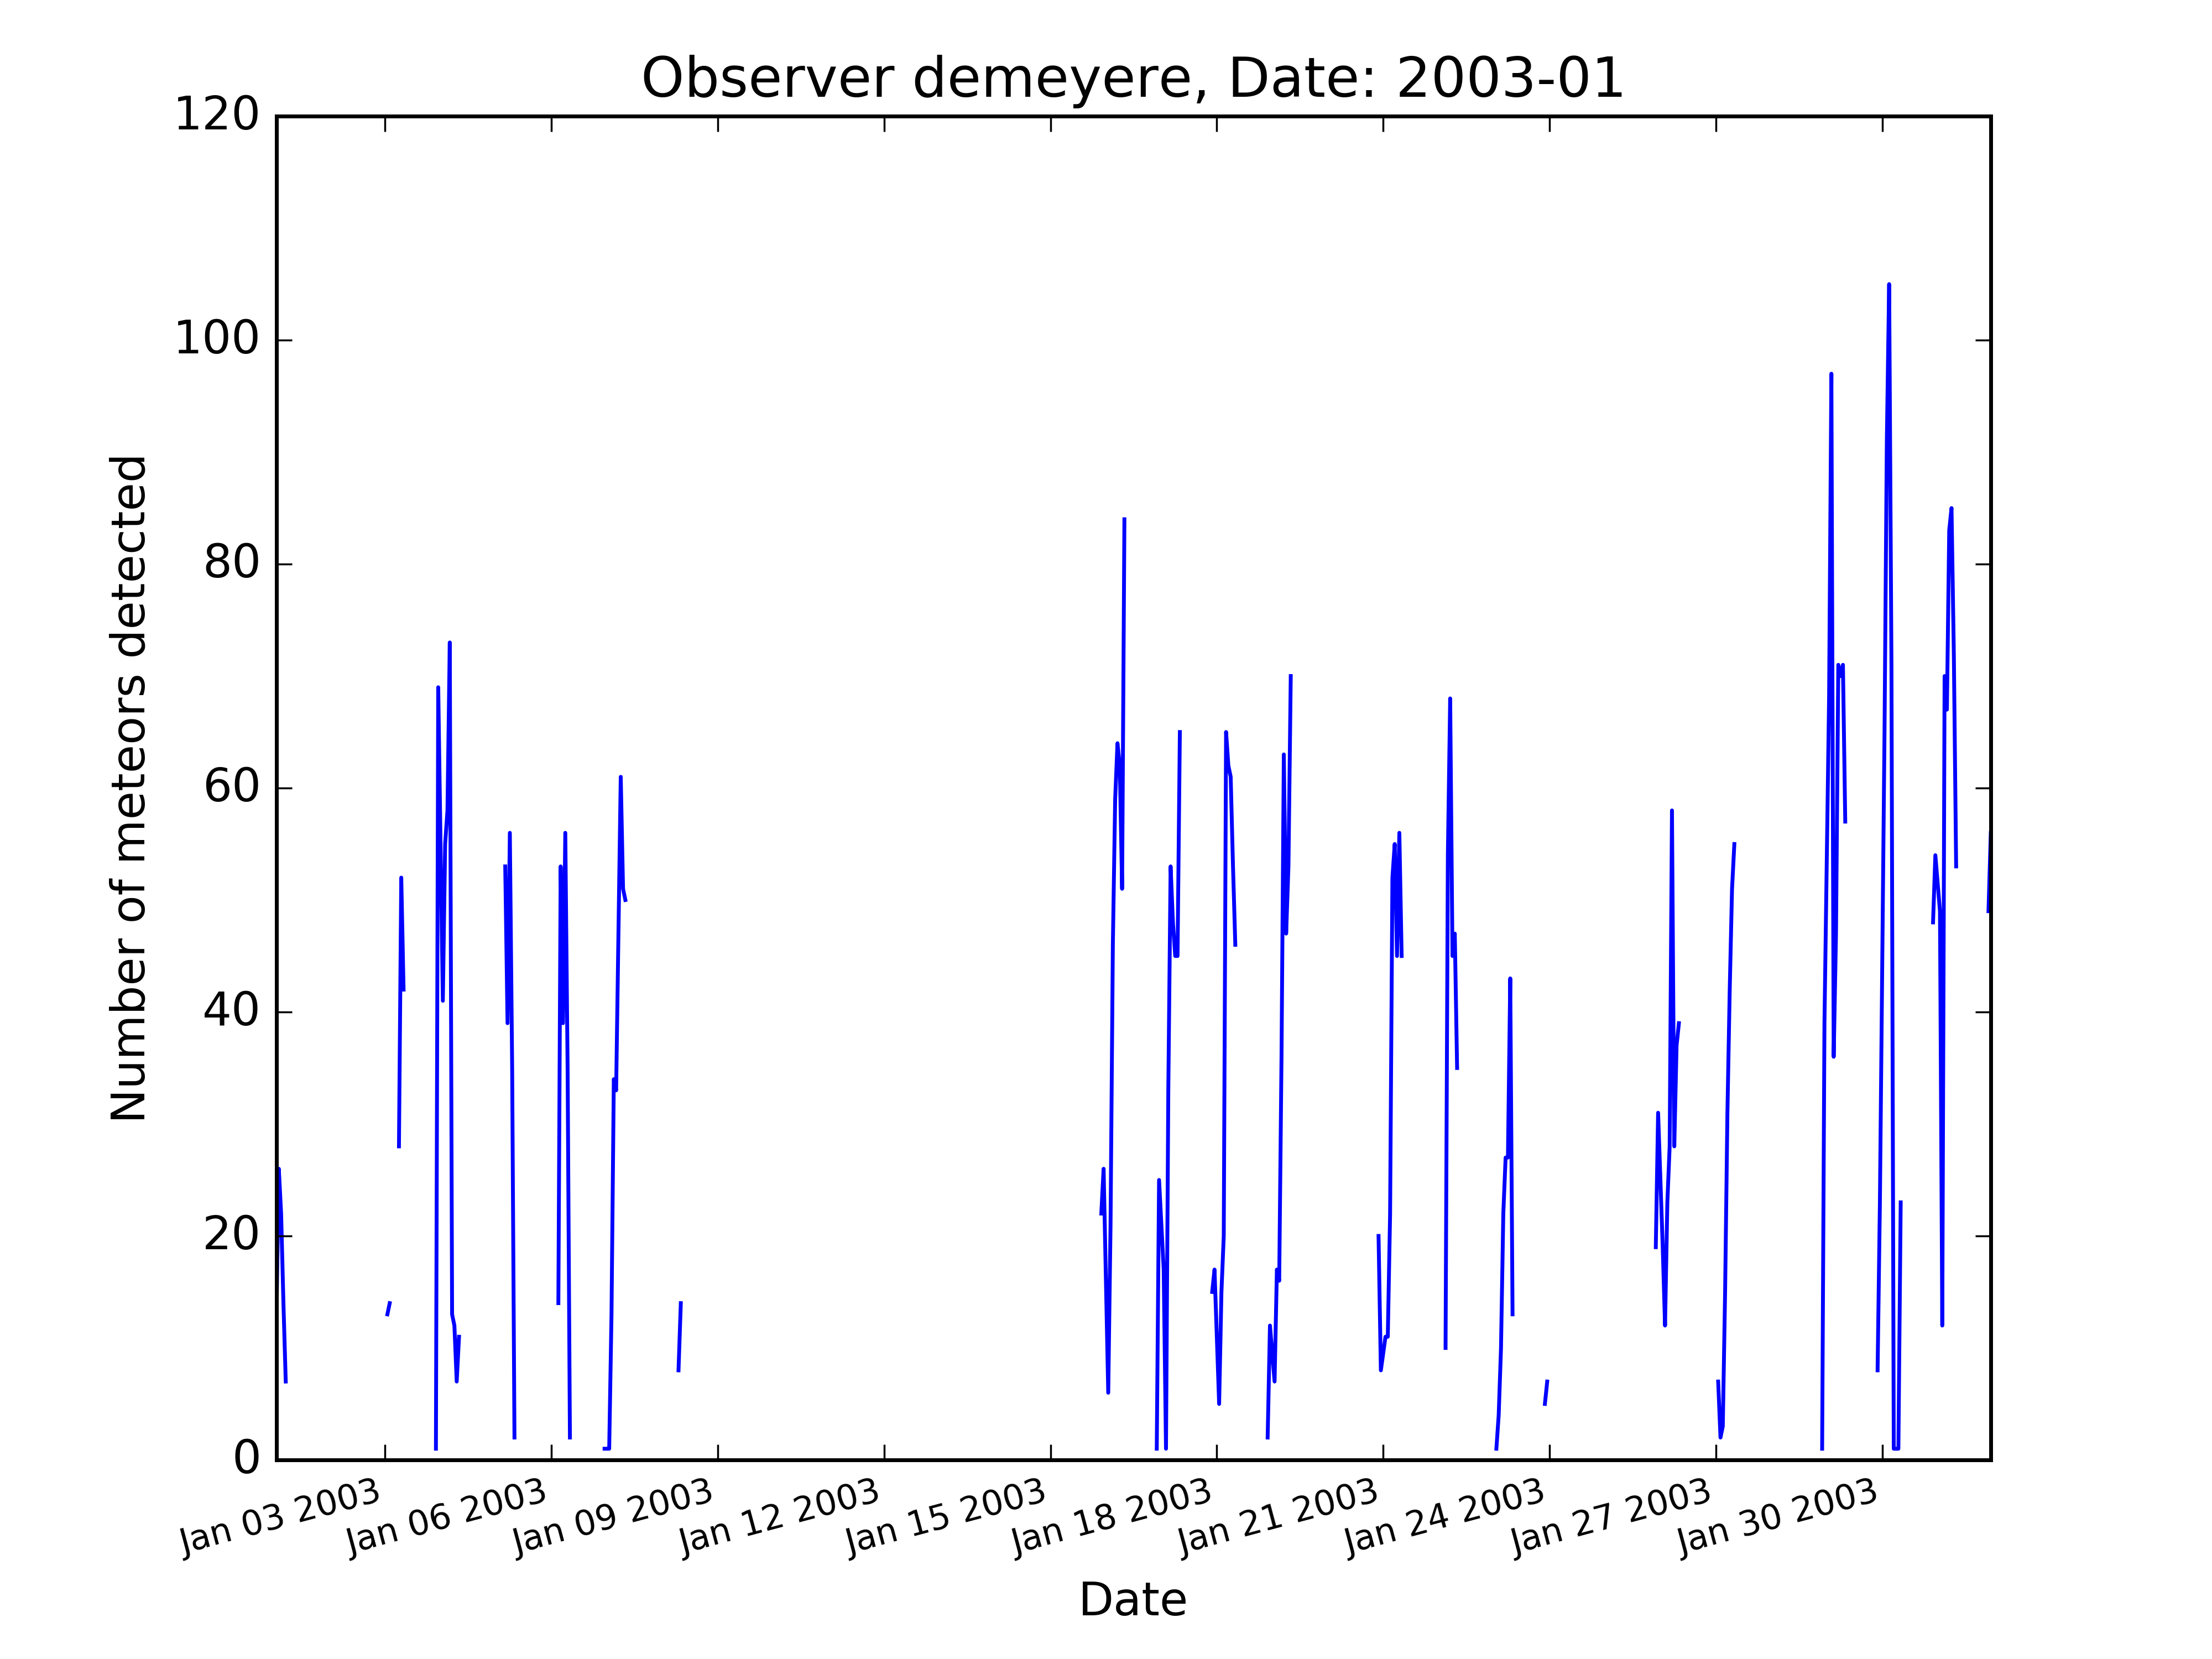 Observer demeyere, Date: 2003-01
120
100
80
60
40
20
0
Number of meteors detected
Jan 03 2003
Jan 06 2003
Jan 09 2003
Jan 12 2003
Jan 15 2003
Jan 18 2003
Jan 21 2003
Jan 24 2003
Jan 27 2003
Jan 30 2003
Date